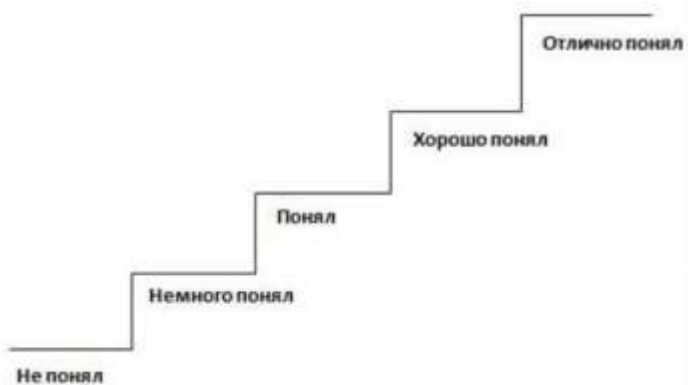 Отлично понял
Хорошо понял
Понял
Немного понял
Не понял